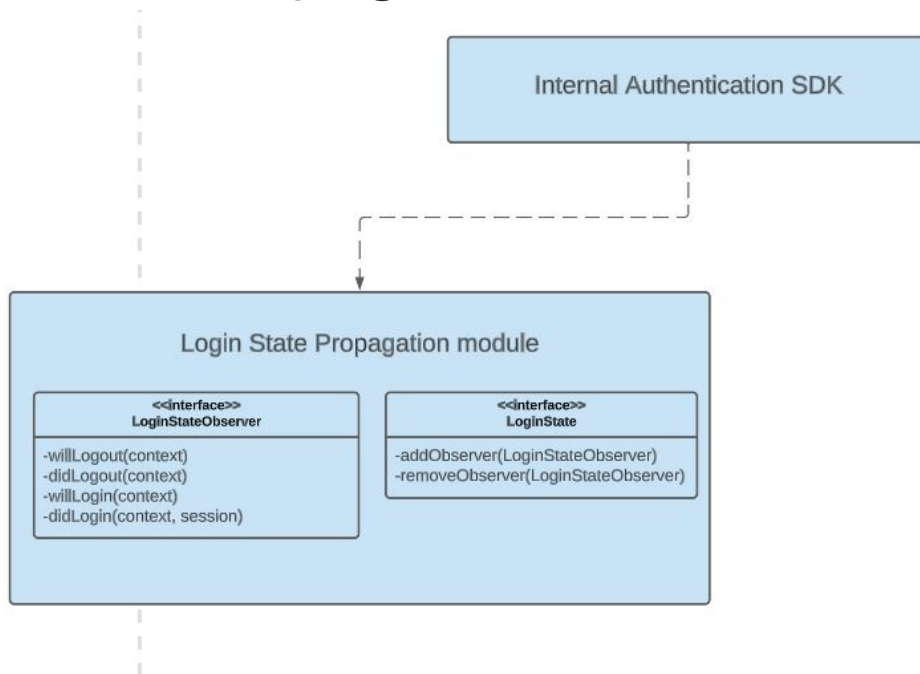 Internal Authentication SDK
Login State Propagation module
<<interface>>
LoginStateObserver
-willLogout(context)
-didLogout(context)
-willLogin(context)
-didLogin(context, session)
<<interface>>
LoginState
-addObserver(LoginStateObserver)
-removeObserver(LoginStateObserver)